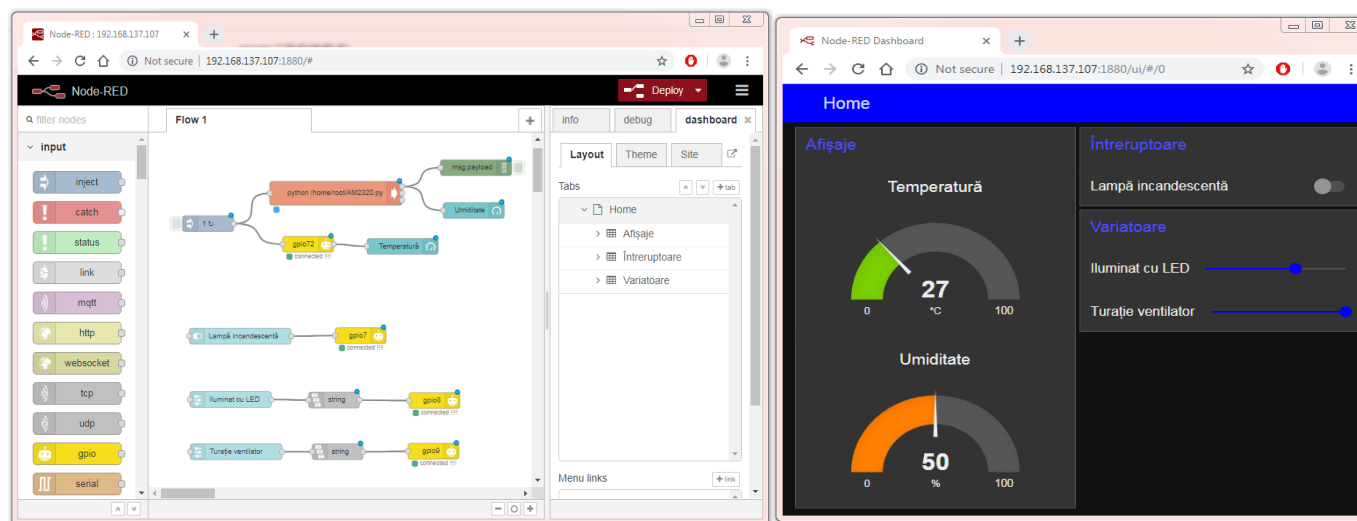 Node-RED : 192.168.137.107
Not secure | 192.168.137.107:1880/#
Node-RED
Deploy
filter nodes
Flow 1
info
debug
dashboard
input
inject
catch
status
link
mqtt
http
websocket
tcp
udp
gpio
serial
msg.payload
python /home/root/AM2320.py
Umiditate
1 ↻
gpio72
connected !!!!
Temperatură
Lampă incandescentă
gpio7
connected !!!!
Iluminat cu LED
string
gpio8
connected !!!!
Turație ventilator
string
gpio9
connected !!!!
Layout
Theme
Site
Tabs
+tab
Home
Afișaje
Întreruptoare
Variatoare
Menu links
+link
Node-RED Dashboard
Not secure | 192.168.137.107:1880/ui/#/0
Home
Afișaje
Temperatură
27
°C
0
100
Umiditate
50
%
0
100
Întreruptoare
Lampă incandescentă
Variatoare
Iluminat cu LED
Turație ventilator